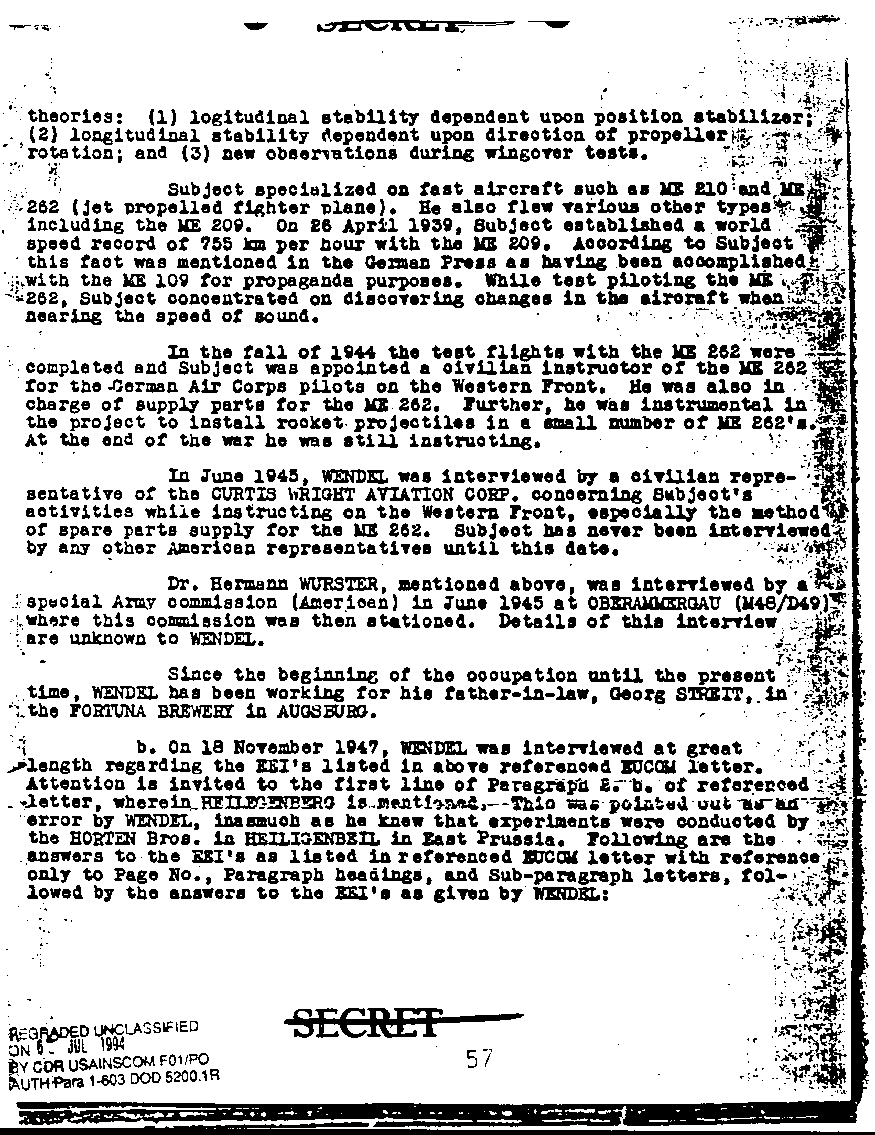 SECRET
theories: (1) logitudinal stability dependent upon position stabilizer;
(2) longitudinal stability dependent upon direction of propeller
rotation; and (3) new observations during wingover tests.
Subject specialized on fast aircraft such as ME 210 and ME
262 (jet propelled fighter plane). He also flew various other types
including the ME 209. On 26 April 1939, Subject established a world
speed record of 755 km per hour with the ME 209. According to Subject
this fact was mentioned in the German Press as having been accomplished
with the ME 109 for propaganda purposes. While test piloting the ME
262, Subject concentrated on discovering changes in the aircraft when
nearing the speed of sound.
In the fall of 1944 the test flights with the ME 262 were
completed and Subject was appointed a civilian instructor of the ME 262
for the German Air Corps pilots on the Western Front. He was also in
charge of supply parts for the ME 262. Further, he was instrumental in
the project to install rocket projectiles in a small number of ME 262's.
At the end of the war he was still instructing.
In June 1945, WENDEL was interviewed by a civilian repre-
sentative of the CURTIS WRIGHT AVIATION CORP. concerning Subject's
activities while instructing on the Western Front, especially the method
of spare parts supply for the ME 262. Subject has never been interviewed
by any other American representatives until this date.
Dr. Hermann WURSTER, mentioned above, was interviewed by a
special Army commission (American) in June 1945 at OBERAMMERGAU (M48/D49)
where this commission was then stationed. Details of this interview
are unknown to WENDEL.
Since the beginning of the occupation until the present
time, WENDEL has been working for his father-in-law, Georg STREIT, in
the FORTUNA BREWERY in AUGSBURG.
b. On 18 November 1947, WENDEL was interviewed at great
length regarding the EEI's listed in above referenced EUCOM letter.
Attention is invited to the first line of Paragraph 2. b. of referenced
letter, wherein HEILEGENBERG is mentioned, This was pointed out as an
error by WENDEL, inasmuch as he knew that experiments were conducted by
the HORTEN Bros. in HEILIGENBEIL in East Prussia. Following are the
answers to the EEI's as listed in referenced EUCOM letter with reference
only to Page No., Paragraph headings, and Sub-paragraph letters, fol-
lowed by the answers to the EEI's as given by WENDEL:
SECRET
57
REGRADED UNCLASSIFIED
ON 6 JUL 1994
BY CDR USAINSCOM F01/PO
AUTH Para 1-603 DOD 5200.1R